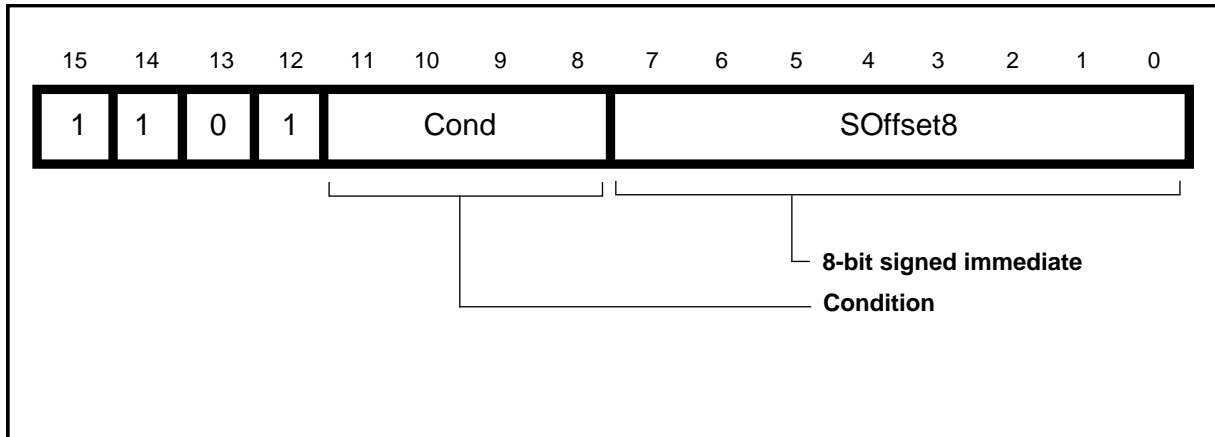 15 14 13 12 11 10 9 8 7 6 5 4 3 2 1 0
1 1 0 1 Cond SOffset8
8-bit signed immediate
Condition